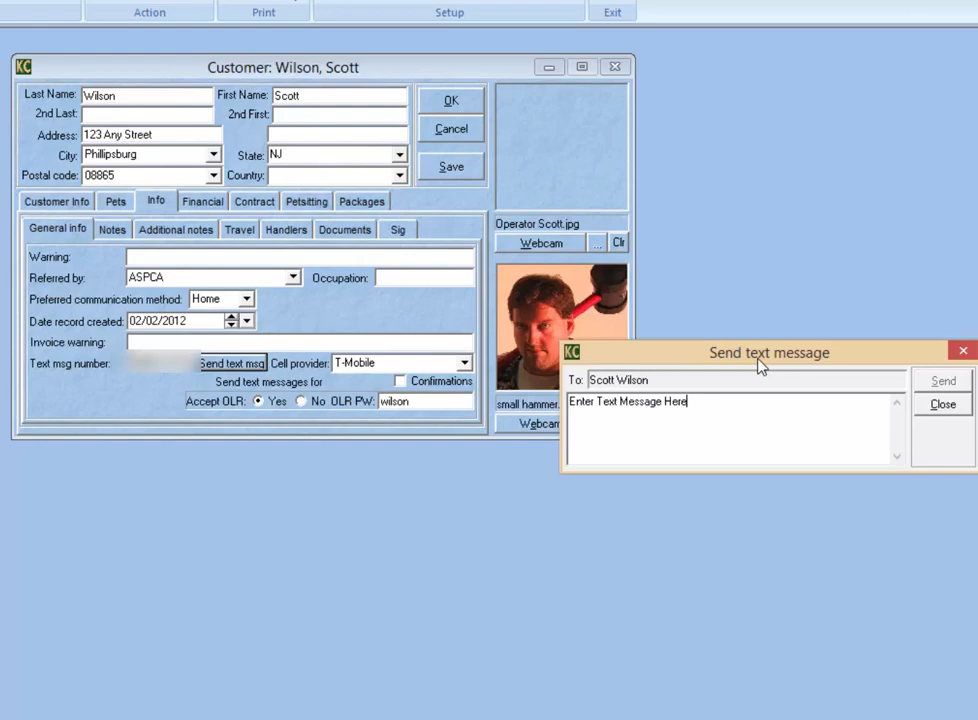 Action Print Setup Exit
KC Customer: Wilson, Scott
Last Name: Wilson First Name: Scott OK
2nd Last: 2nd First:
Address: 123 Any Street Cancel
City: Phillipsburg State: NJ
Postal code: 08865 Country: Save
Customer Info Pets Info Financial Contract Petsitting Packages
General info Notes Additional notes Travel Handlers Documents Sig
Operator Scott.jpg
Webcam ... Clr
Warning:
Referred by: ASPCA Occupation:
Preferred communication method: Home
Date record created: 02/02/2012
Invoice warning:
Text msg number: Send text msg Cell provider: T-Mobile
Send text messages for Confirmations
Accept OLR: Yes No OLR PW: wilson
small hammer.
Webcam
KC Send text message
To: Scott Wilson Send
Enter Text Message Here Close